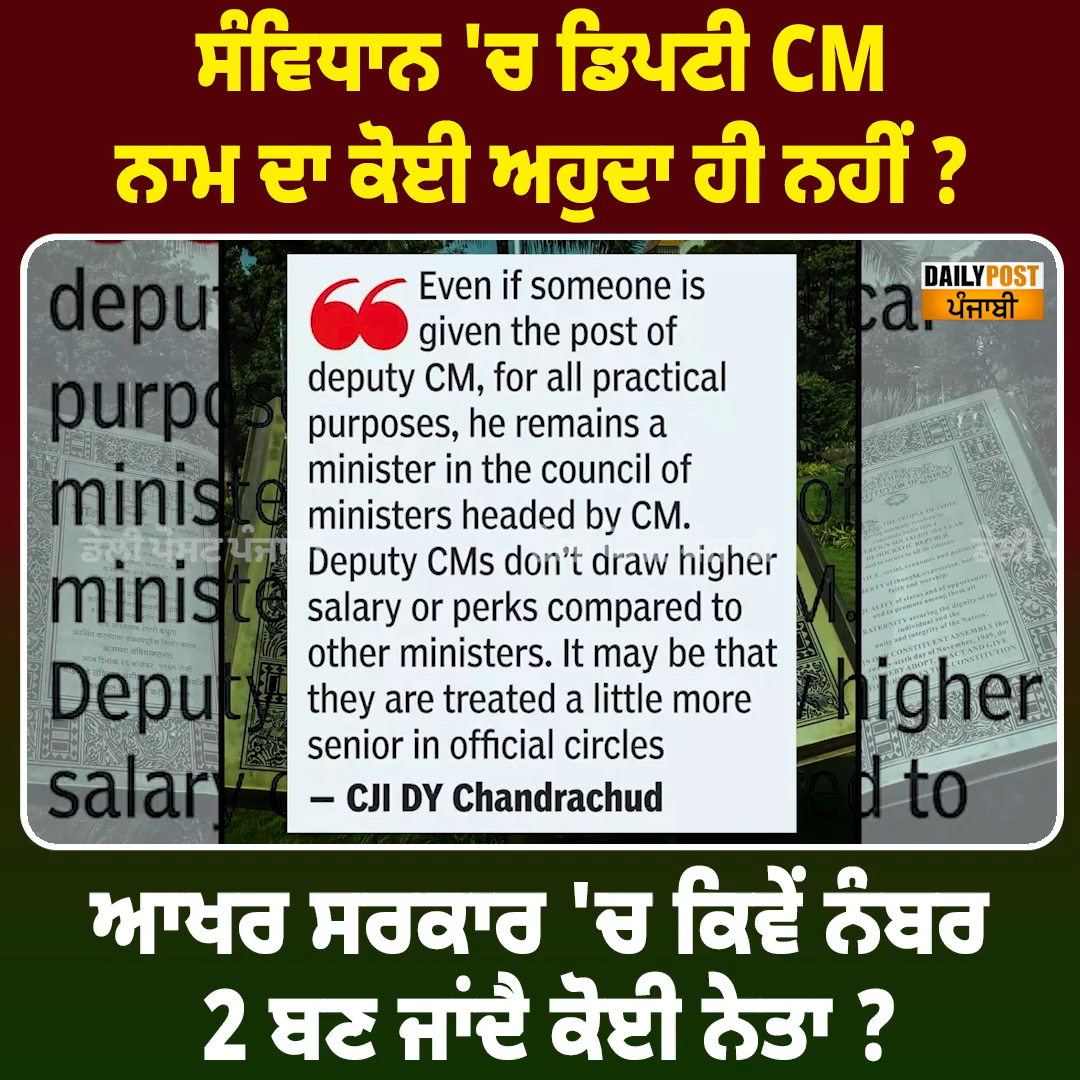 ਸੰਵਿਧਾਨ 'ਚ ਡਿਪਟੀ CM
ਨਾਮ ਦਾ ਕੋਈ ਅਹੁਦਾ ਹੀ ਨਹੀਂ ?
DAILYPOST
ਪੰਜਾਬੀ
“Even if someone is
given the post of
deputy CM, for all practical
purposes, he remains a
minister in the council of
ministers headed by CM.
Deputy CMs don't draw higher
salary or perks compared to
other ministers. It may be that
they are treated a little more
senior in official circles
— CJI DY Chandrachud
ਆਖਰ ਸਰਕਾਰ 'ਚ ਕਿਵੇਂ ਨੰਬਰ
2 ਬਣ ਜਾਂਦੈ ਕੋਈ ਨੇਤਾ ?